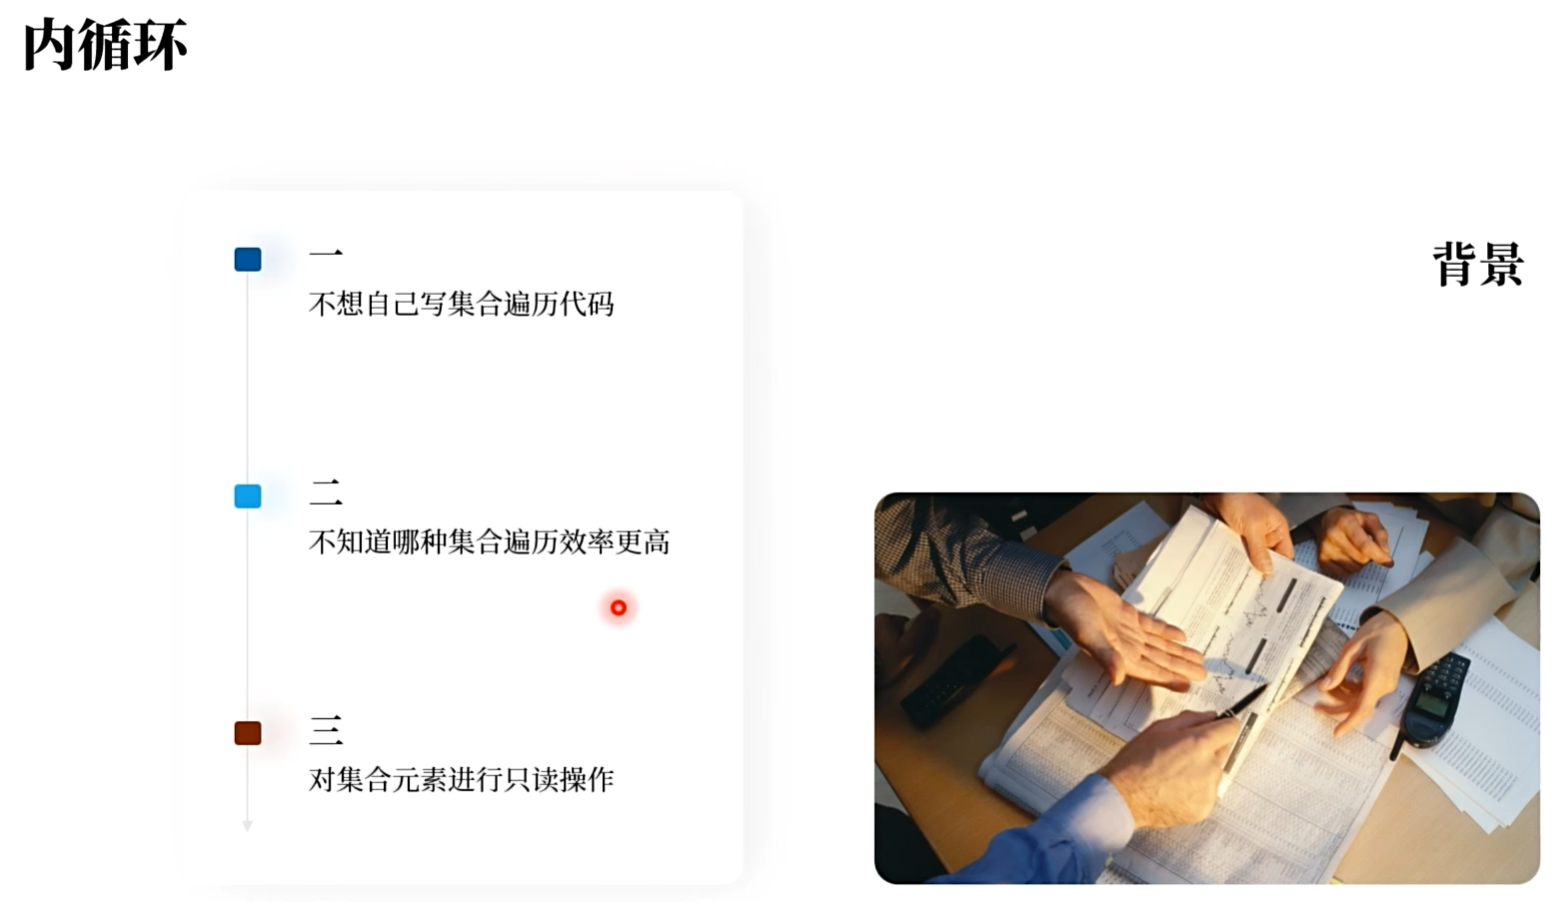 内循环
一
不想自己写集合遍历代码
二
不知道哪种集合遍历效率更高
三
对集合元素进行只读操作
背景